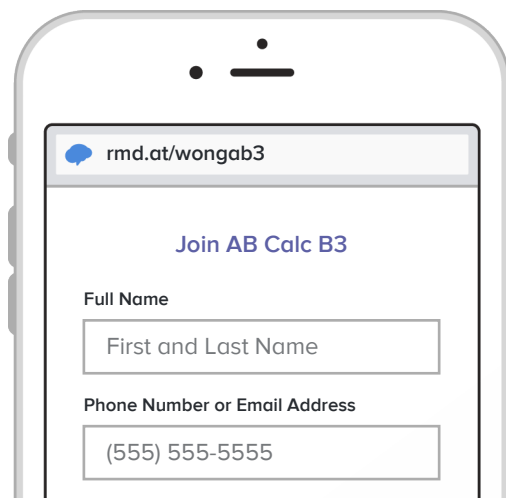 rmd.at/wongab3
Join AB Calc B3
Full Name
First and Last Name
Phone Number or Email Address
(555) 555-5555